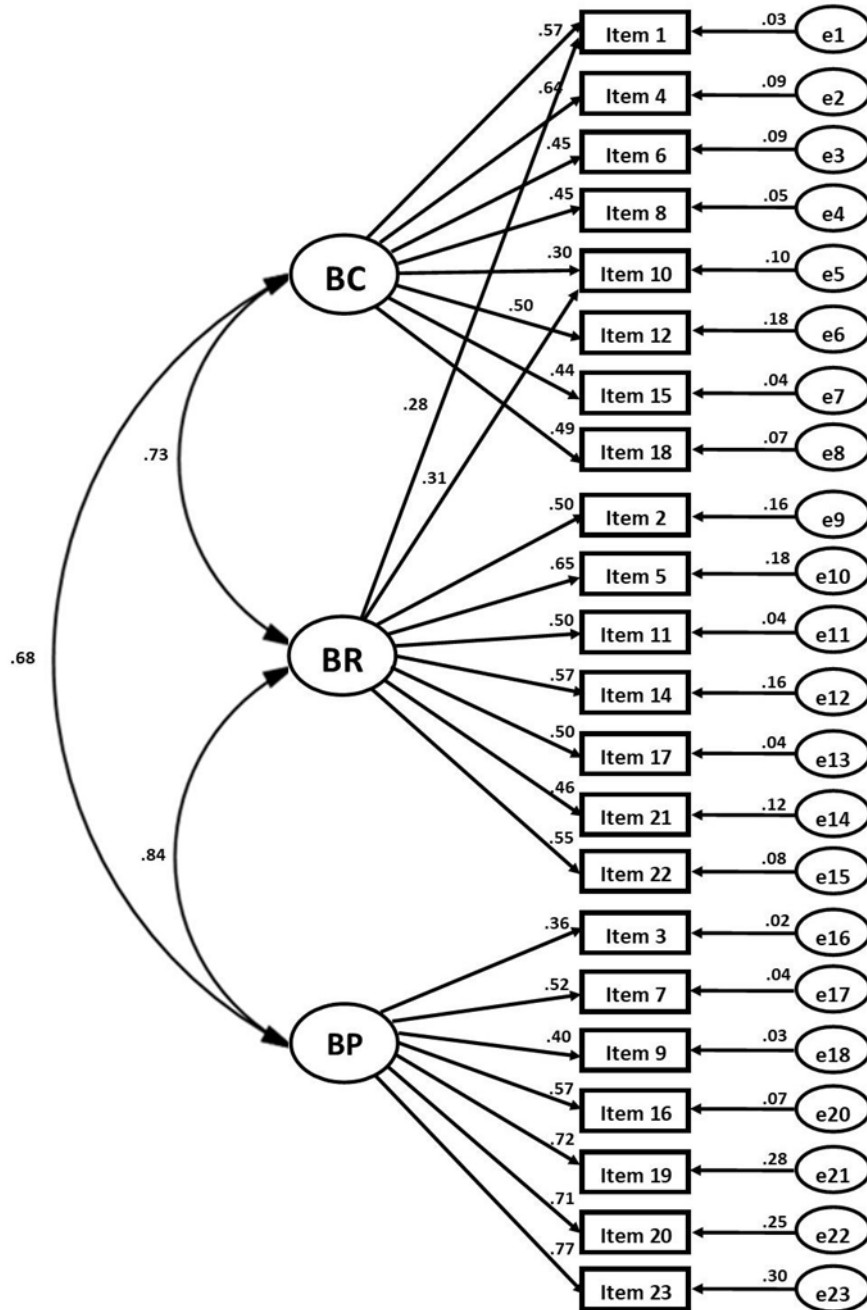 .57 Item 1 .03 e1
.64 Item 4 .09 e2
.45 Item 6 .09 e3
.45 Item 8 .05 e4
BC .30 Item 10 .10 e5
.50 Item 12 .18 e6
.44 Item 15 .04 e7
.28
.49 Item 18 .07 e8
.73
.31
.50 Item 2 .16 e9
.65 Item 5 .18 e10
.50 Item 11 .04 e11
.68
BR
.57 Item 14 .16 e12
.50 Item 17 .04 e13
.46 Item 21 .12 e14
.55 Item 22 .08 e15
.84
.36 Item 3 .02 e16
.52 Item 7 .04 e17
BP
.40 Item 9 .03 e18
.57 Item 16 .07 e20
.72 Item 19 .28 e21
.71 Item 20 .25 e22
.77 Item 23 .30 e23